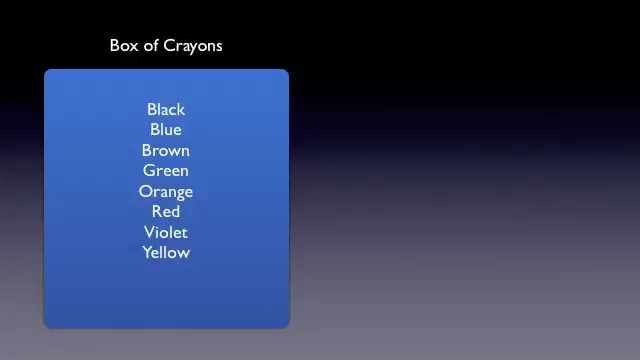 Box of Crayons
Black
Blue
Brown
Green
Orange
Red
Violet
Yellow